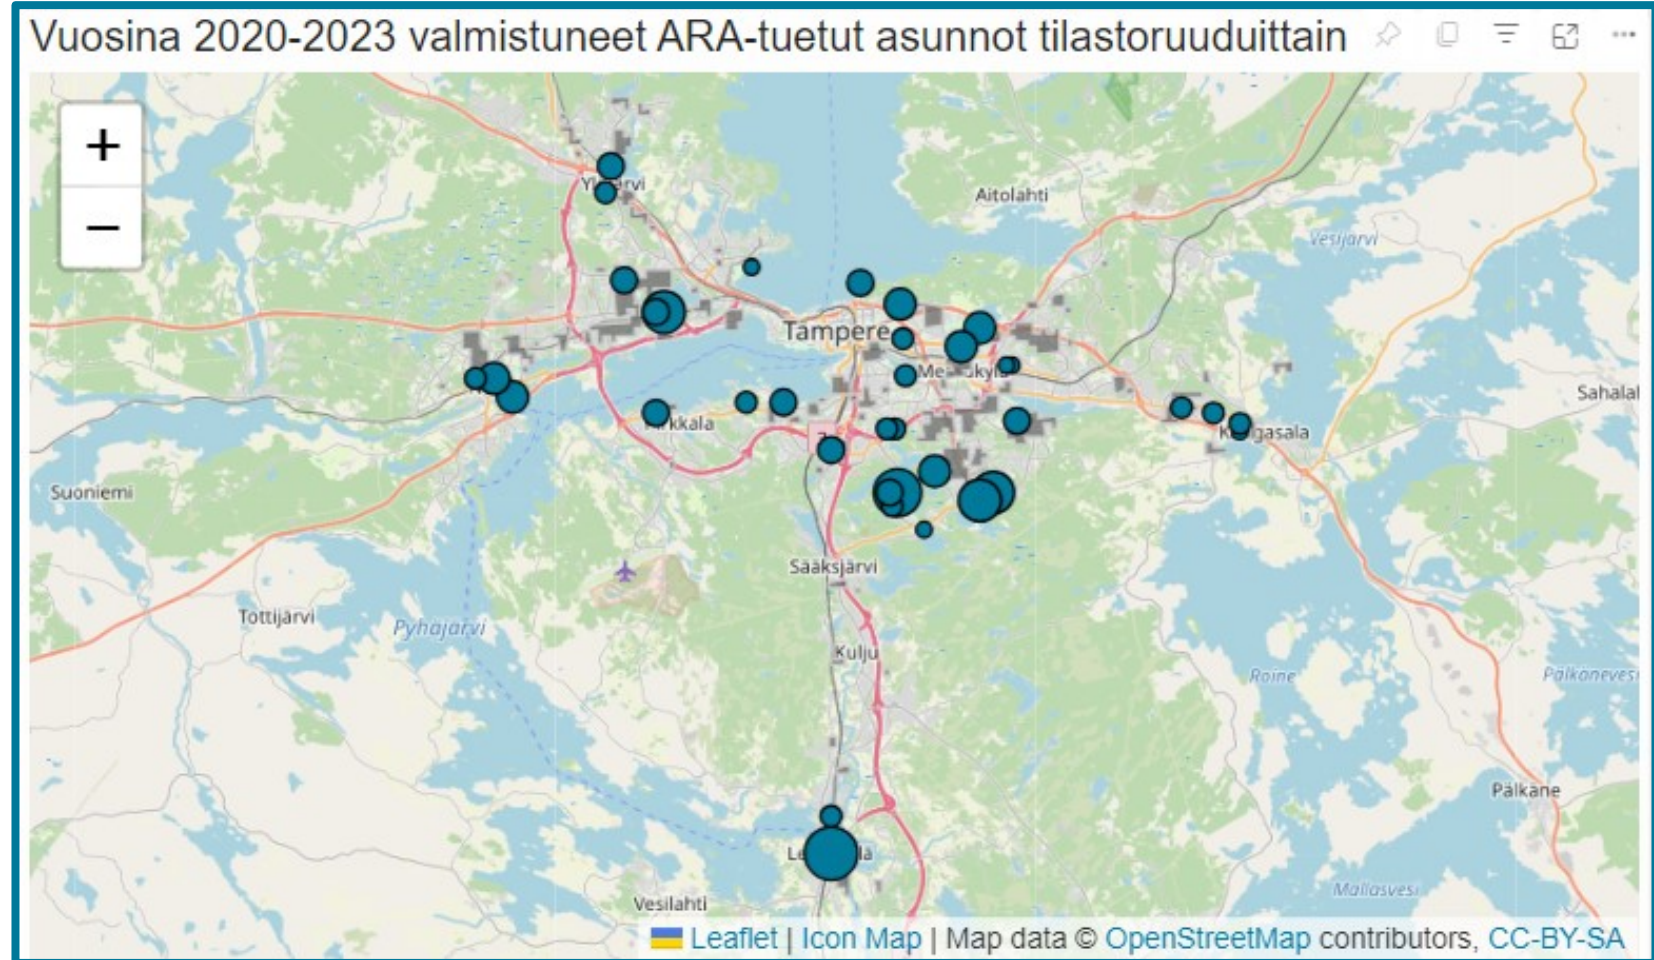 Vuosina 2020-2023 valmistuneet ARA-tuetut asunnot tilastoruuduittain
+
−
Aitolahti
Vesijärvi
Tampere
Sahalal
Suoniemi
Sääksjärvi
Tottijärvi
Pyhäjärvi
Kulju
Roine
Pälkänevesi
Pälkäne
Mallasvesi
Vesilahti
Leaflet | Icon Map | Map data © OpenStreetMap contributors, CC-BY-SA